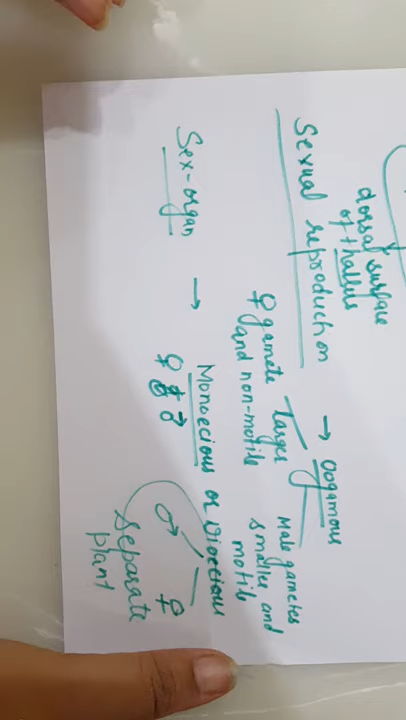 dorsal surface
of thallus
Sexual reproduction → Oogamous
♀ gamete larger
and non-motile
Male gametes
smaller and
motile
Sex-organ → Monoecious or Dioecious
♀ ♂
♂ ♀
Separate
plant